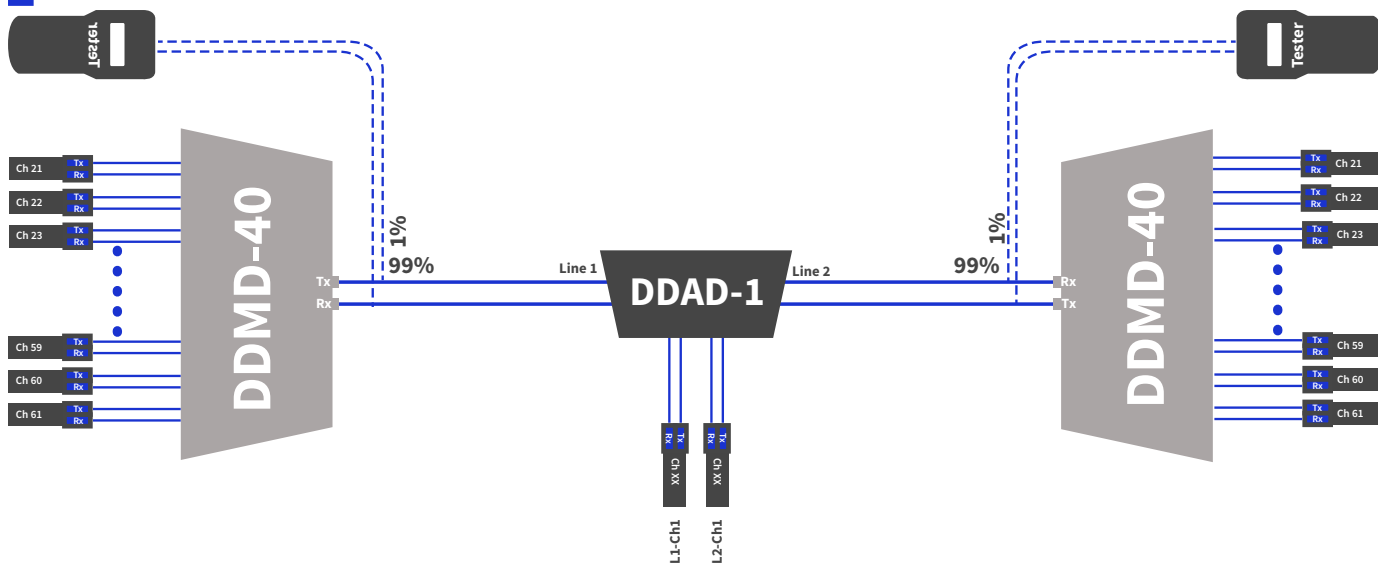 Tester
Tester
Ch 21
Tx
Rx
Ch 22
Tx
Rx
Ch 23
Tx
Rx
Ch 59
Tx
Rx
Ch 60
Tx
Rx
Ch 61
Tx
Rx
DDMD-40
Tx
Rx
1%
99%
Line 1
DDAD-1
Line 2
1%
99%
Rx
Tx
DDMD-40
Tx
Rx
Ch 21
Tx
Rx
Ch 22
Tx
Rx
Ch 23
Tx
Rx
Ch 59
Tx
Rx
Ch 60
Tx
Rx
Ch 61
Rx
Tx
Ch XX
L1-Ch1
Rx
Tx
Ch XX
L2-Ch1